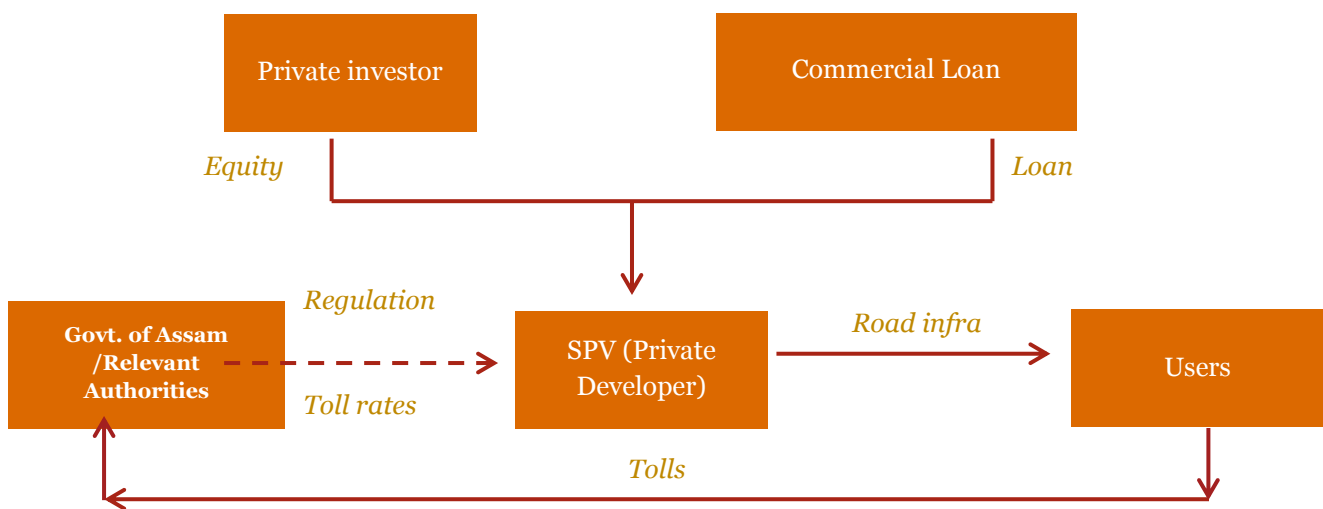 Private investor
Commercial Loan
Equity
Loan
Regulation
Govt. of Assam
/Relevant
Authorities
Toll rates
SPV (Private
Developer)
Road infra
Users
Tolls